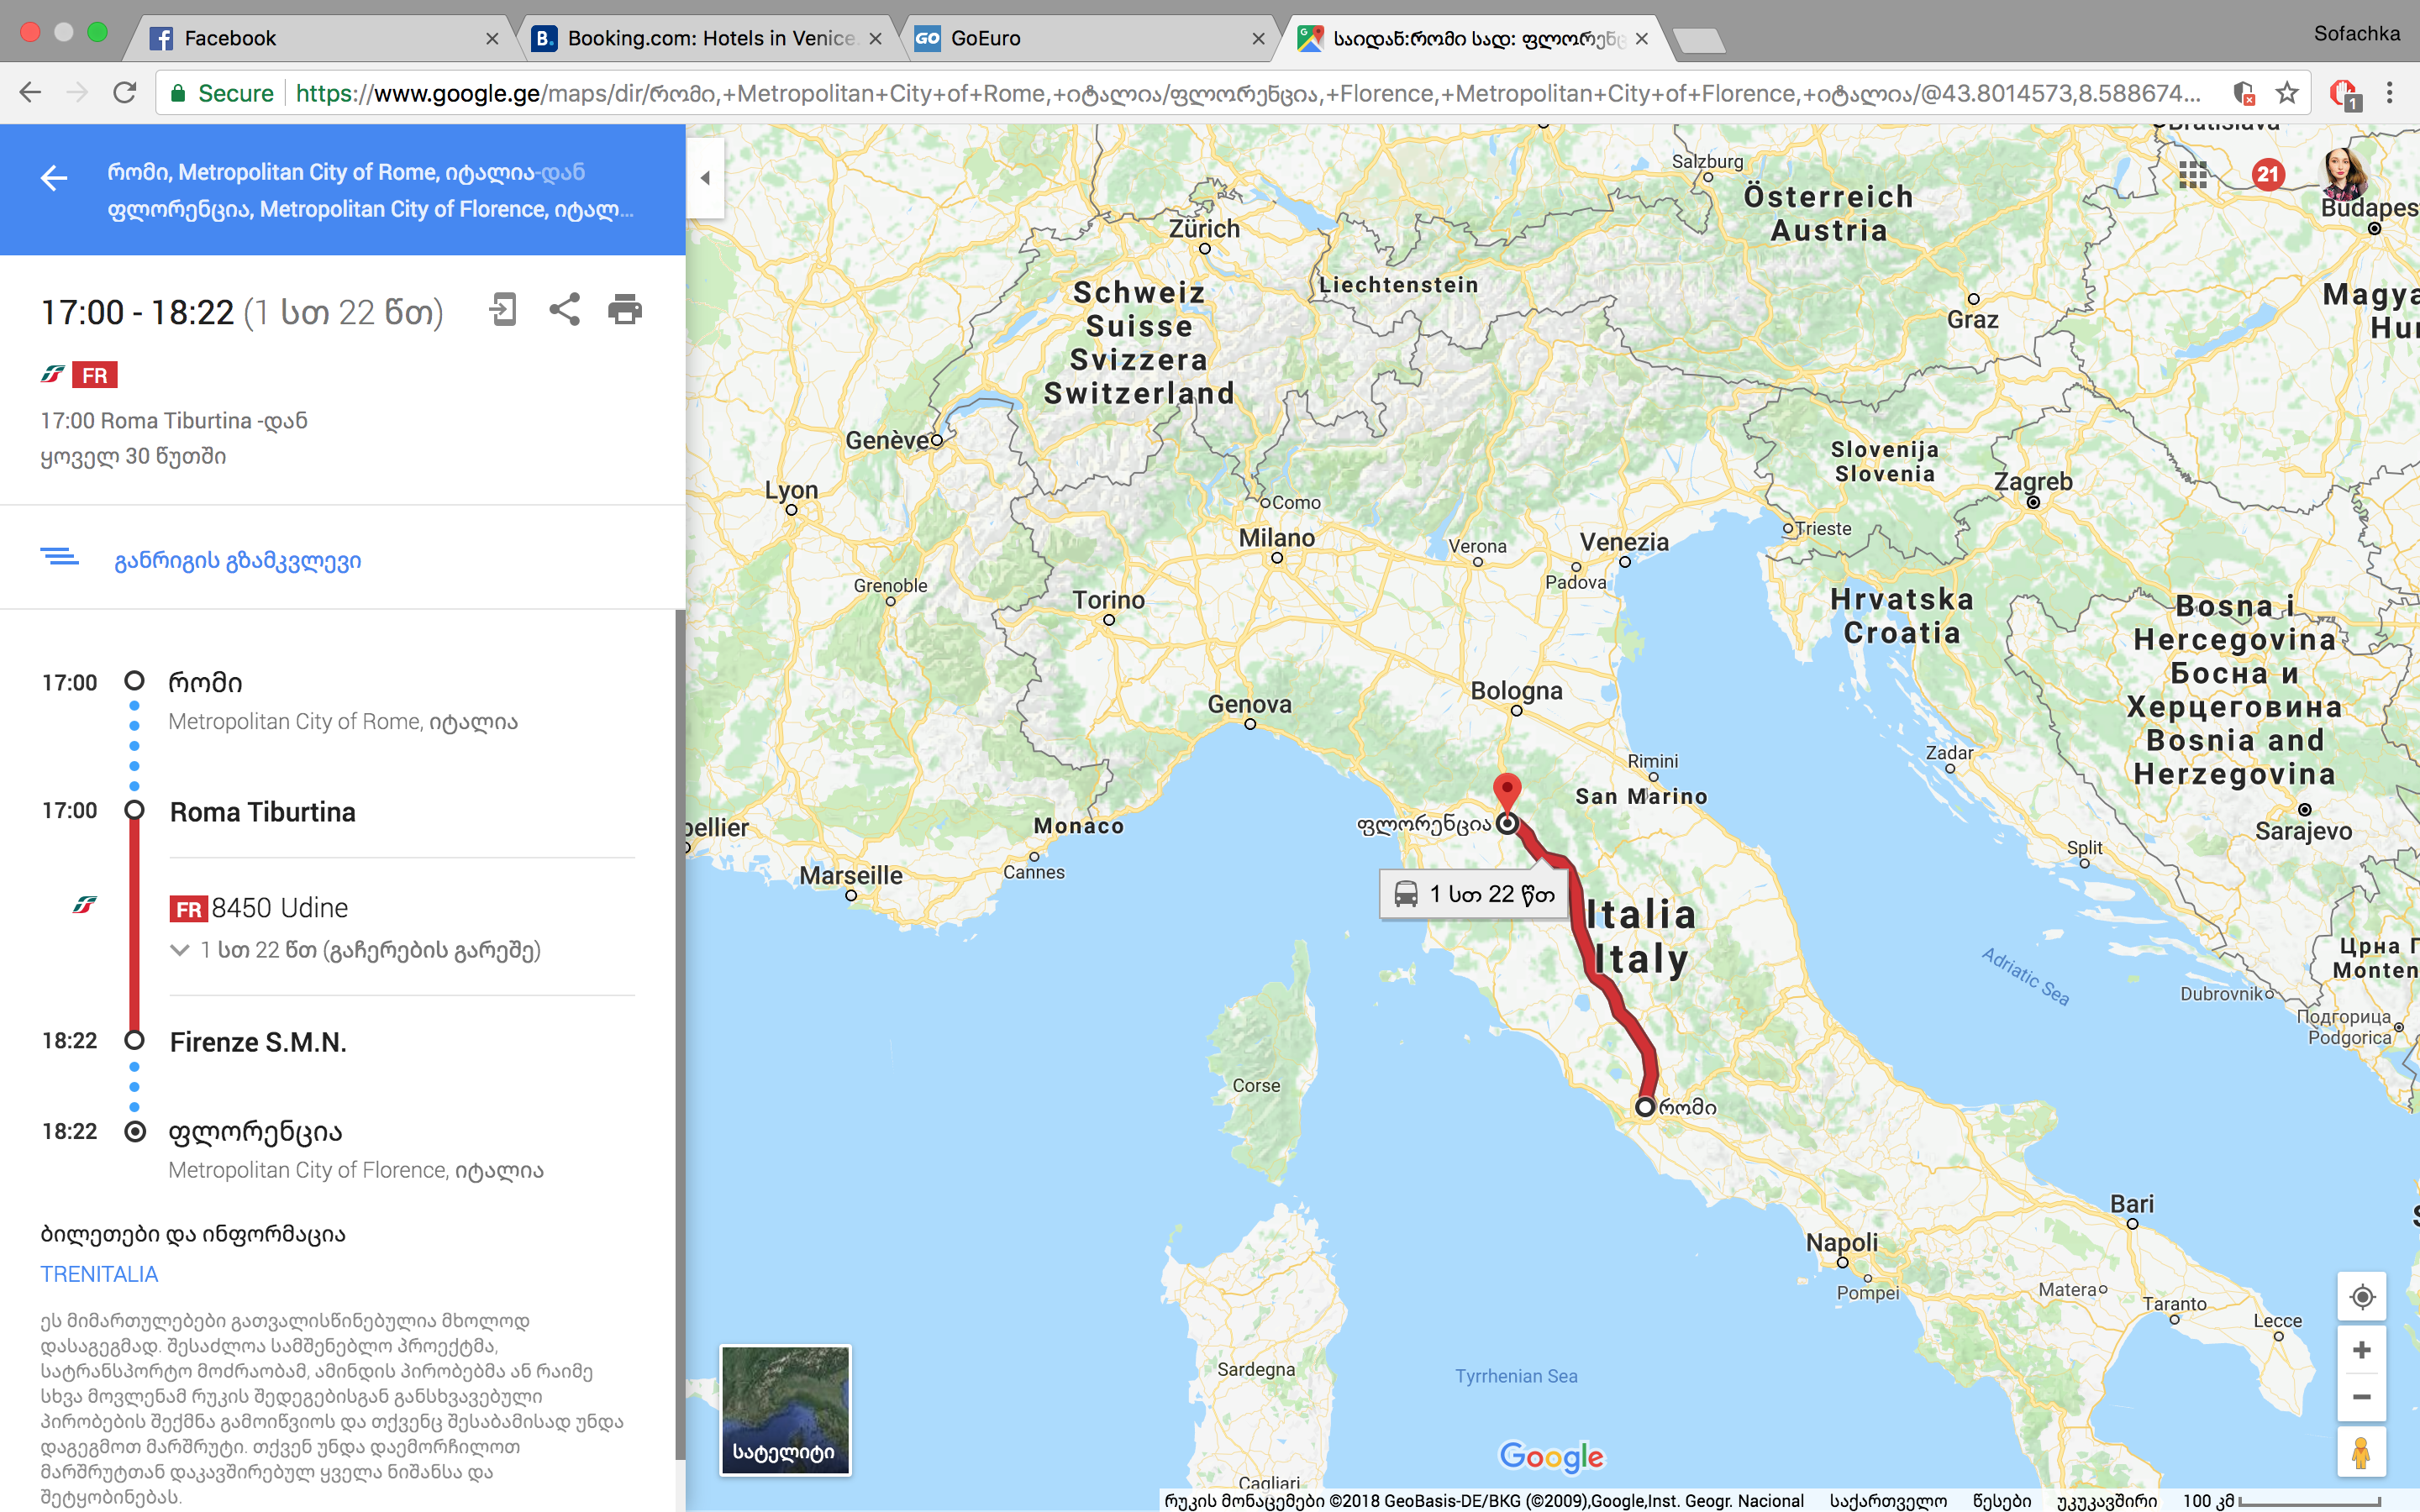 Facebook
Booking.com: Hotels in Venice.
GoEuro
საიდან:რომი სად: ფლორენც
Sofachka
Secure
https://www.google.ge/maps/dir/რომი,+Metropolitan+City+of+Rome,+იტალია/ფლორენცია,+Florence,+Metropolitan+City+of+Florence,+იტალია/@43.8014573,8.588674...
1
რომი, Metropolitan City of Rome, იტალია-დან
ფლორენცია, Metropolitan City of Florence, იტალ...
17:00 - 18:22 (1 სთ 22 წთ)
FR
17:00 Roma Tiburtina -დან
ყოველ 30 წუთში
განრიგის გზამკვლევი
17:00 რომი
Metropolitan City of Rome, იტალია
17:00 Roma Tiburtina
FR 8450 Udine
1 სთ 22 წთ (გაჩერების გარეშე)
18:22 Firenze S.M.N.
18:22 ფლორენცია
Metropolitan City of Florence, იტალია
ბილეთები და ინფორმაცია
TRENITALIA
ეს მიმართულებები გათვალისწინებულია მხოლოდ
დასაგეგმად. შესაძლოა სამშენებლო პროექტმა,
სატრანსპორტო მოძრაობამ, ამინდის პირობებმა ან რაიმე
სხვა მოვლენამ რუკის შედეგებისგან განსხვავებული
პირობების შექმნა გამოიწვიოს და თქვენც შესაბამისად უნდა
დაგეგმოთ მარშრუტი. თქვენ უნდა დაემორჩილოთ
მარშრუტთან დაკავშირებულ ყველა ნიშანსა და
შეტყობინებას.
Bratislava
Salzburg
21
Österreich
Austria
Budapes
Zürich
Liechtenstein
Schweiz
Suisse
Svizzera
Switzerland
Graz
Magya
Hu
Genève
Slovenija
Slovenia
Zagreb
Lyon
Como
Milano
Verona
Venezia
Padova
Trieste
Grenoble
Torino
Hrvatska
Croatia
Bosna i
Hercegovina
Босна и
Херцеговина
Bosnia and
Herzegovina
Genova
Bologna
Zadar
Rimini
San Marino
pellier
Monaco
ფლორენცია
Sarajevo
Split
Marseille
Cannes
1 სთ 22 წთ
Italia
Italy
Adriatic Sea
Црна Г
Monten
Dubrovnik
Подгорица
Podgorica
Corse
რომი
Bari
Napoli
Pompei
Matera
Taranto
Lecce
Sardegna
Tyrrhenian Sea
სატელიტი
Google
Cagliari
რუკის მონაცემები ©2018 GeoBasis-DE/BKG (©2009),Google,Inst. Geogr. Nacional საქართველო წესები უკუკავშირი 100 კმ